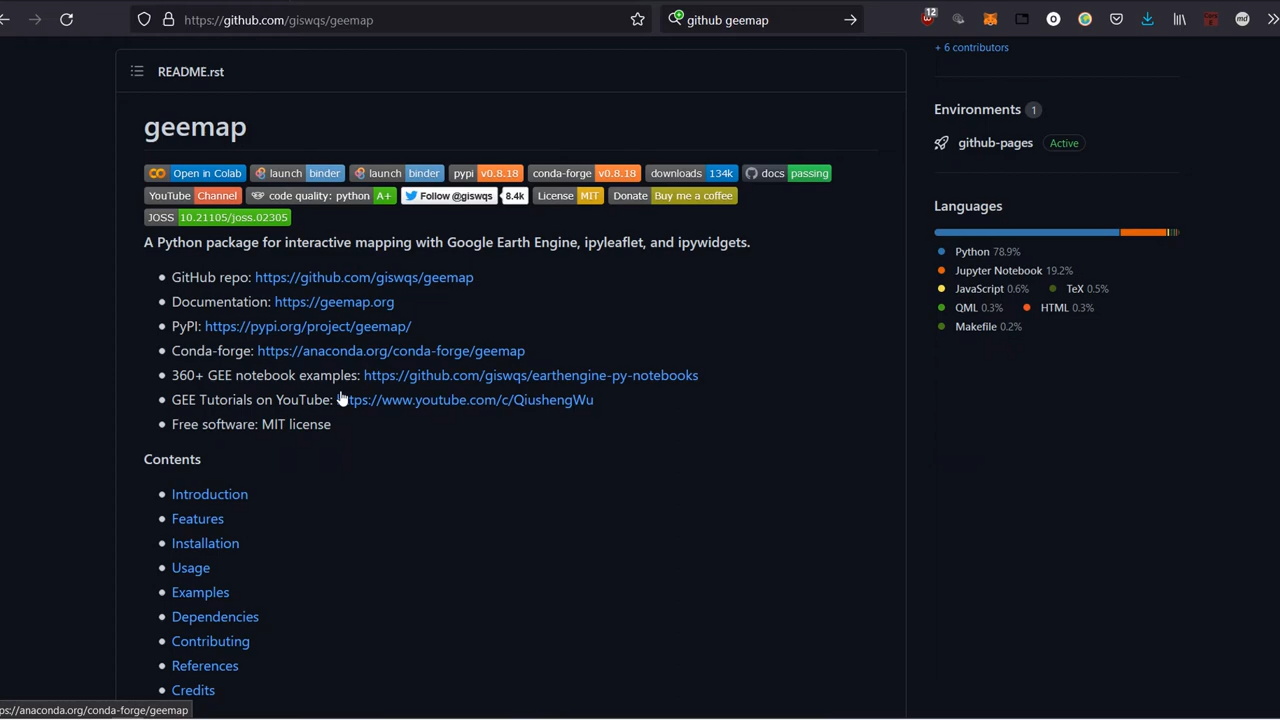 https://github.com/giswqs/geemap
github geemap
12
md
+ 6 contributors
README.rst
geemap
Open in Colab launch binder launch binder pypi v0.8.18 conda-forge v0.8.18 downloads 134k docs passing
YouTube Channel code quality: python A+ Follow @giswqs 8.4k License MIT Donate Buy me a coffee
JOSS 10.21105/joss.02305
A Python package for interactive mapping with Google Earth Engine, ipyleaflet, and ipywidgets.
GitHub repo: https://github.com/giswqs/geemap
Documentation: https://geemap.org
PyPI: https://pypi.org/project/geemap/
Conda-forge: https://anaconda.org/conda-forge/geemap
360+ GEE notebook examples: https://github.com/giswqs/earthengine-py-notebooks
GEE Tutorials on YouTube: ttps://www.youtube.com/c/QiushengWu
Free software: MIT license
Contents
Introduction
Features
Installation
Usage
Examples
Dependencies
Contributing
References
Credits
Environments 1
github-pages Active
Languages
Python 78.9%
Jupyter Notebook 19.2%
JavaScript 0.6% TeX 0.5%
QML 0.3% HTML 0.3%
Makefile 0.2%
ps://anaconda.org/conda-forge/geemap